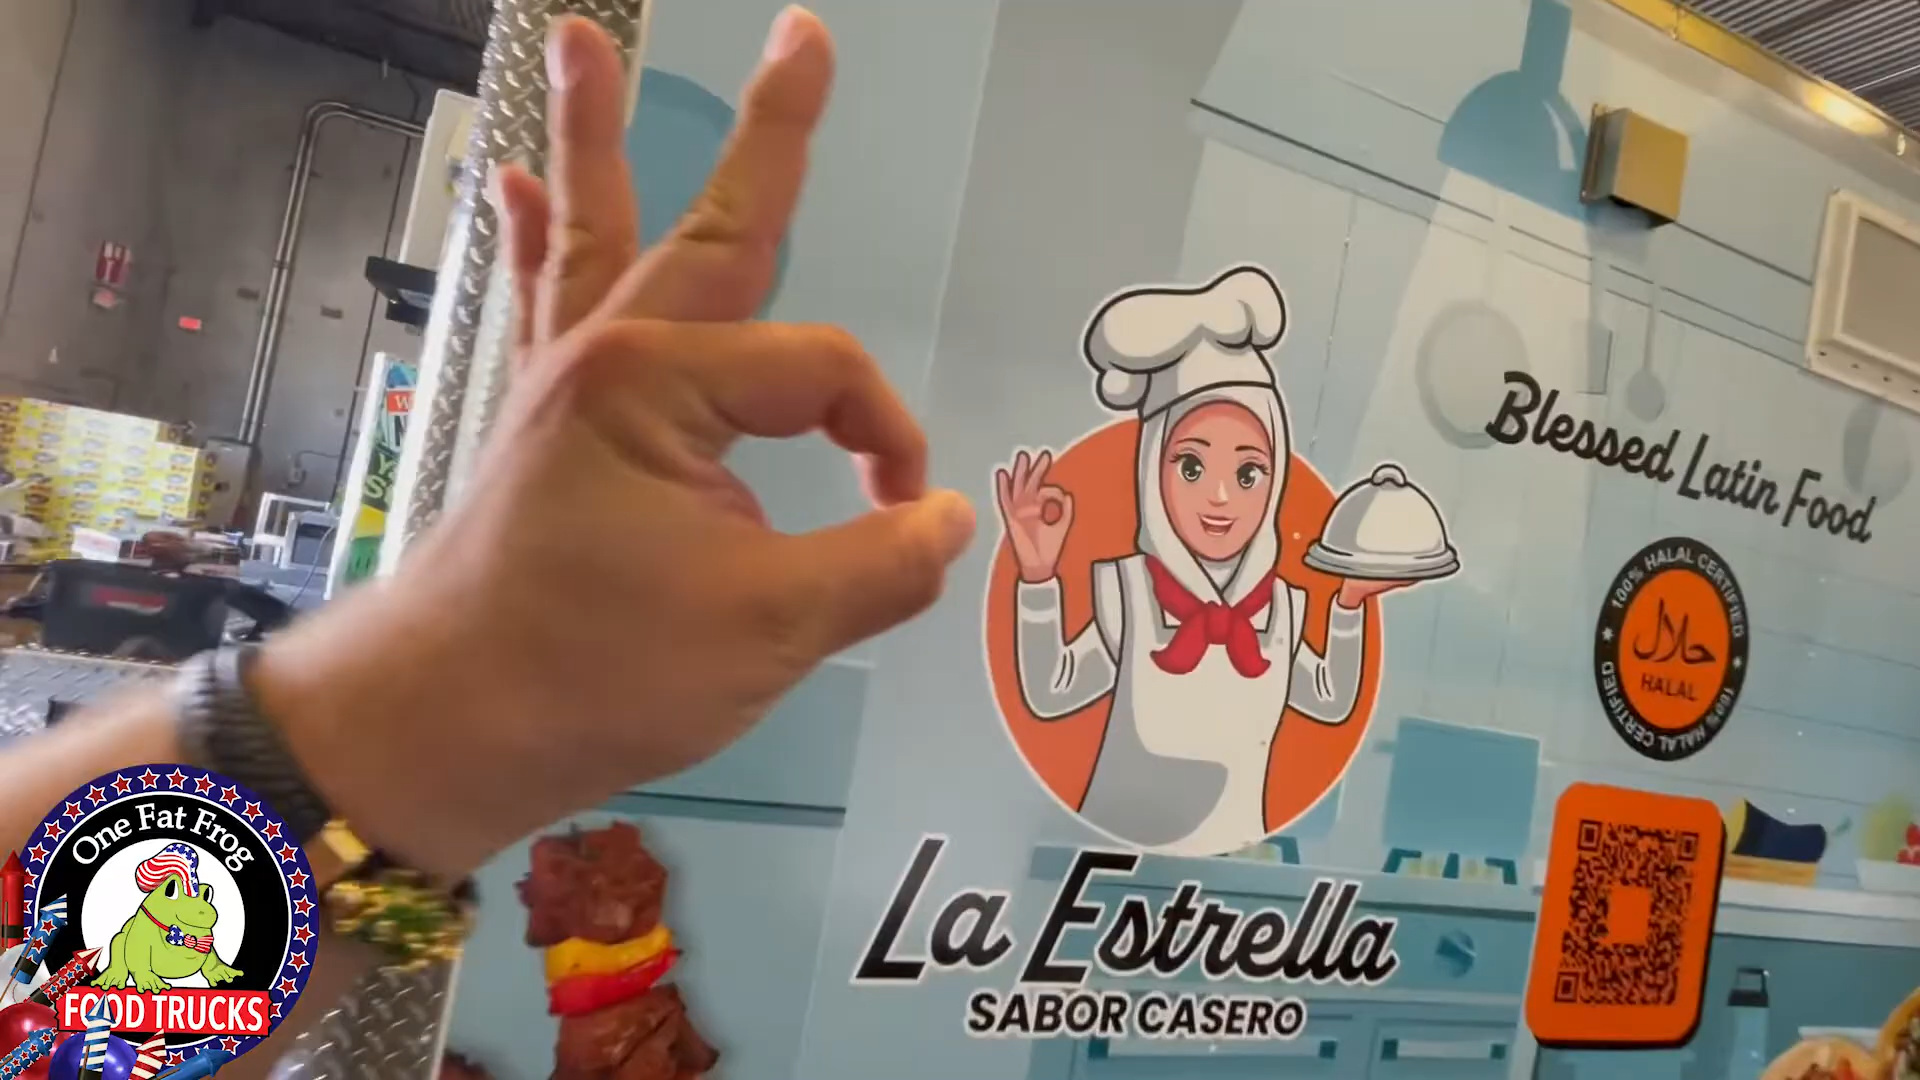 Blessed Latin Food
100% HALAL CERTIFIED
حلال
HALAL
100% HALAL CERTIFIED
La Estrella
SABOR CASERO
One Fat Frog
FOOD TRUCKS